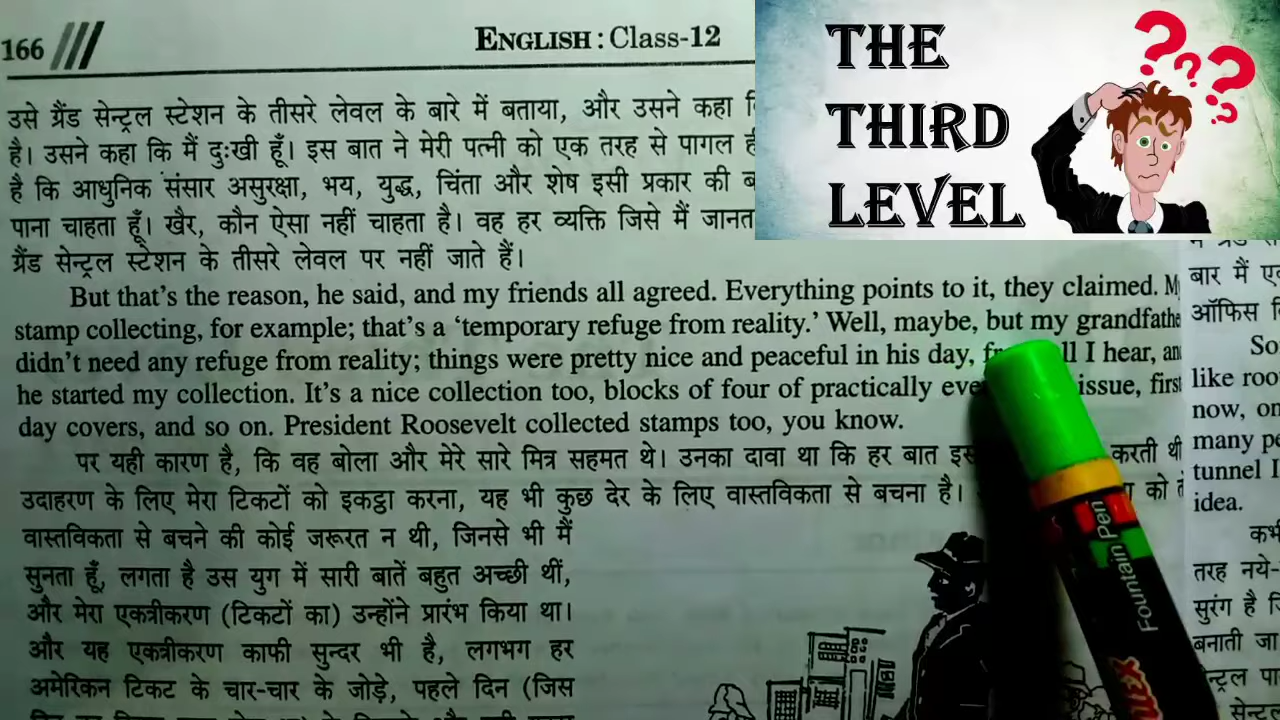 166
ENGLISH : Class-12
THE
THIRD
LEVEL
उसे ग्रैंड सेन्ट्रल स्टेशन के तीसरे लेवल के बारे में बताया, और उसने कहा
है। उसने कहा कि मैं दुःखी हूँ। इस बात ने मेरी पत्नी को एक तरह से पागल
है कि आधुनिक संसार असुरक्षा, भय, युद्ध, चिंता और शेष इसी प्रकार की
पाना चाहता हूँ। खैर, कौन ऐसा नहीं चाहता है। वह हर व्यक्ति जिसे मैं
ग्रैंड सेन्ट्रल स्टेशन के तीसरे लेवल पर नहीं जाते हैं।
But that's the reason, he said, and my friends all agreed. Everything points to it, they claimed. My
stamp collecting, for example; that's a 'temporary refuge from reality.' Well, maybe, but my
didn't need any refuge from reality; things were pretty nice and peaceful in his day, I hear,
he started my collection. It's a nice collection too, blocks of four of practically issue, first
day covers, and so on. President Roosevelt collected stamps too, you know.
पर यही कारण है, कि वह बोला और मेरे सारे मित्र सहमत थे। उनका दावा था कि हर बात करती थी
उदाहरण के लिए मेरा टिकटों को इकट्ठा करना, यह भी कुछ देर के लिए वास्तविकता से बचना है। को
वास्तविकता से बचने की कोई जरूरत न थी, जिनसे भी मैं
सुनता हूँ, लगता है उस युग में सारी बातें बहुत अच्छी थीं,
और मेरा एकत्रीकरण (टिकटों का) उन्होंने प्रारंभ किया था।
और यह एकत्रीकरण काफी सुन्दर भी है, लगभग हर
अमेरिकन टिकट के चार-चार के जोड़े, पहले दिन (जिस
बार मैं
ऑफिस
So
like
now,
many
tunnel I
idea.
तरह नये-
सुरंग है
बनाती जा
Fountain Pen